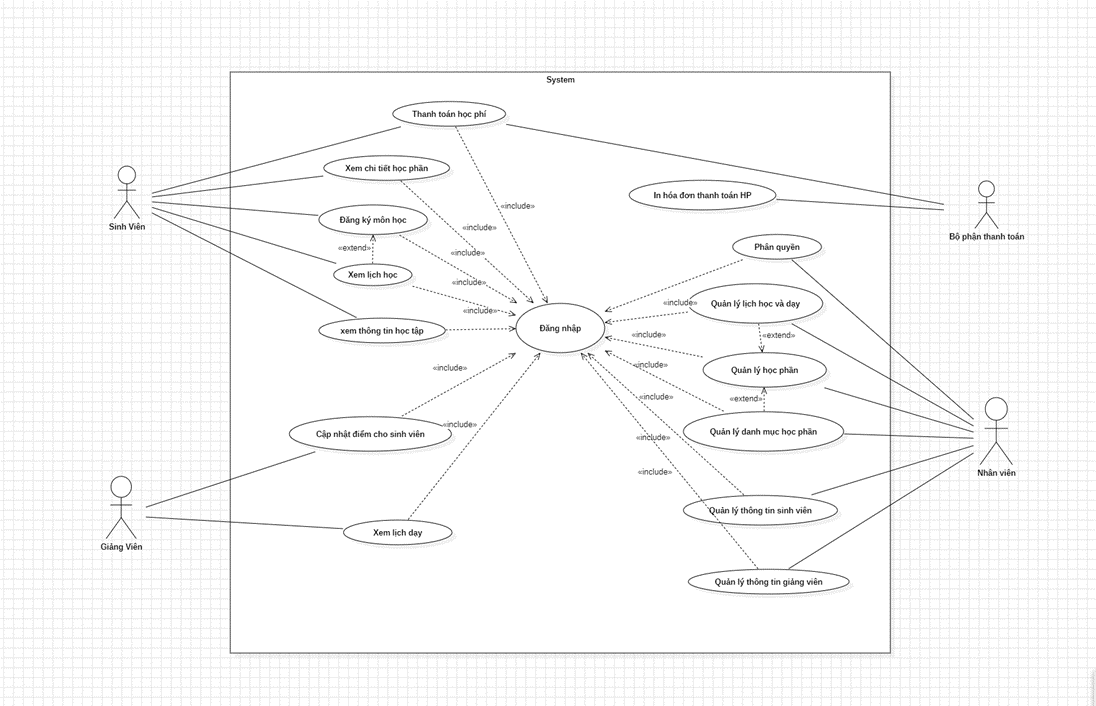 System
Thanh toán học phí
Xem chi tiết học phần
In hóa đơn thanh toán HP
«include»
Sinh Viên
Đăng ký môn học
«include»
Bộ phận thanh toán
«extend»
Phân quyền
«include»
Xem lịch học
«include»
«include»
«include»
Quản lý lịch học và dạy
xem thông tin học tập
Đăng nhập
«include»
«extend»
«include»
«include»
Quản lý học phần
«include»
«extend»
Cập nhật điểm cho sinh viên
«include»
«include»
Quản lý danh mục học phần
«include»
Nhân viên
Quản lý thông tin sinh viên
Xem lịch dạy
Giảng Viên
Quản lý thông tin giảng viên